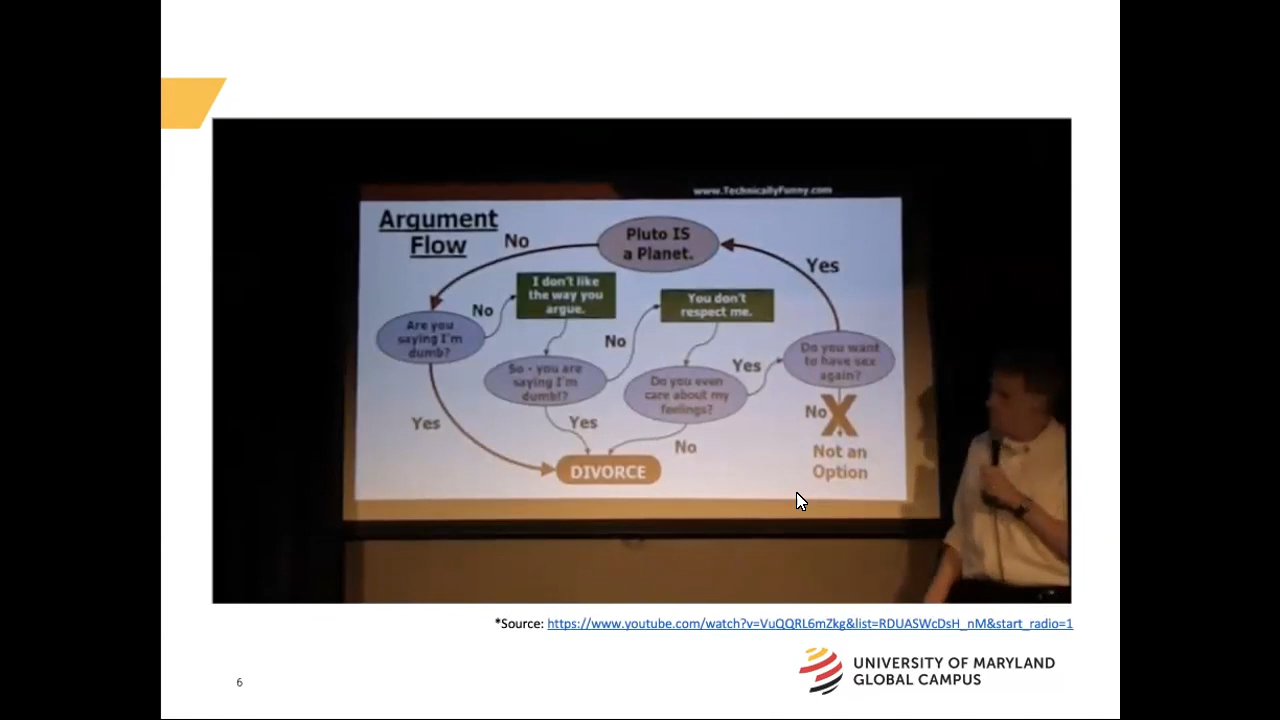 www.TechnicallyFunny.com
Argument
Flow
No
Pluto IS
a Planet.
Yes
I don't like
the way you
argue.
No
You don't
respect me.
Are you
saying I'm
dumb?
No
So - you are
saying I'm
dumb!?
Do you even
care about my
feelings?
Yes
Do you want
to have sex
again?
Yes
Yes
No
No
X
Not an
Option
DIVORCE
*Source: https://www.youtube.com/watch?v=VuQQRL6mZkg&list=RDUASWcDsH_nM&start_radio=1
6
UNIVERSITY OF MARYLAND
GLOBAL CAMPUS